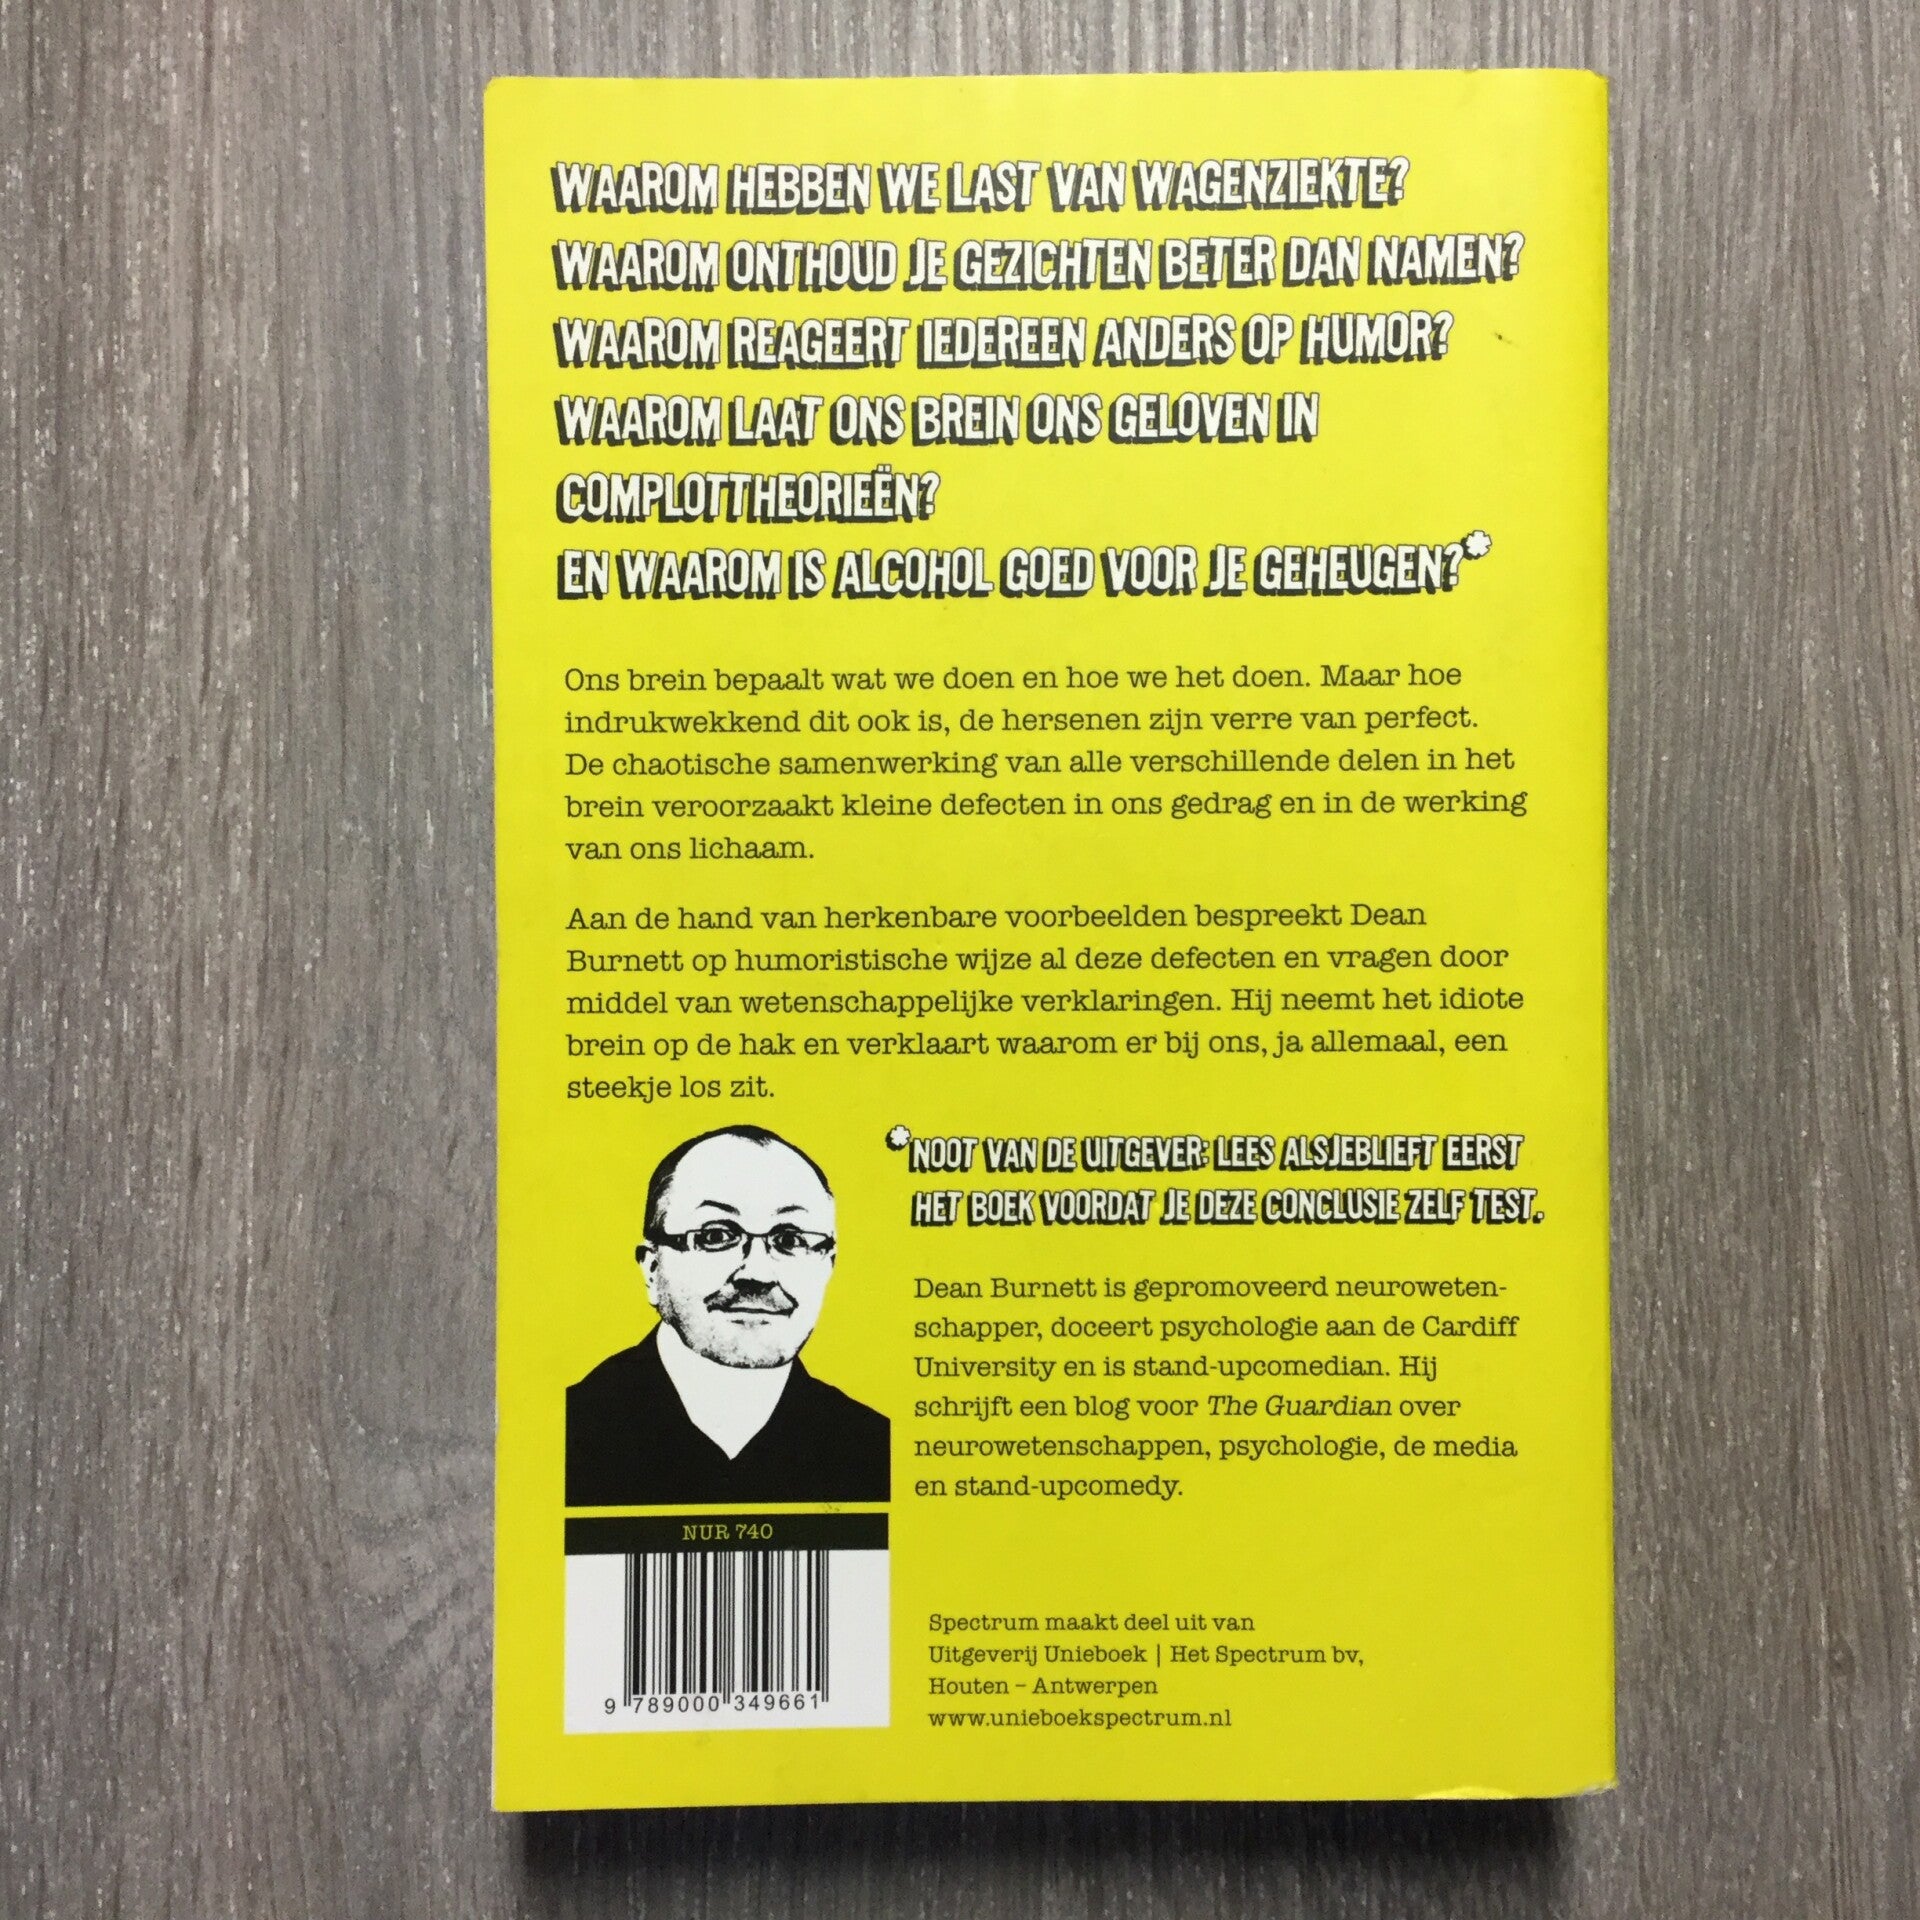 WAAROM HEBBEN WE LAST VAN WAGENZIEKTE?
WAAROM ONTHOUD JE GEZICHTEN BETER DAN NAMEN?
WAAROM REAGEERT IEDEREEN ANDERS OP HUMOR?
WAAROM LAAT ONS BREIN ONS GELOVEN IN
COMPLOTTHEORIEËN?
EN WAAROM IS ALCOHOL GOED VOOR JE GEHEUGEN?*
Ons brein bepaalt wat we doen en hoe we het doen. Maar hoe
indrukwekkend dit ook is, de hersenen zijn verre van perfect.
De chaotische samenwerking van alle verschillende delen in het
brein veroorzaakt kleine defecten in ons gedrag en in de werking
van ons lichaam.
Aan de hand van herkenbare voorbeelden bespreekt Dean
Burnett op humoristische wijze al deze defecten en vragen door
middel van wetenschappelijke verklaringen. Hij neemt het idiote
brein op de hak en verklaart waarom er bij ons, ja allemaal, een
steekje los zit.
*NOOT VAN DE UITGEVER: LEES ALSJEBLIEFT EERST
HET BOEK VOORDAT JE DEZE CONCLUSIE ZELF TEST.
Dean Burnett is gepromoveerd neuroweten-
schapper, doceert psychologie aan de Cardiff
University en is stand-upcomedian. Hij
schrijft een blog voor The Guardian over
neurowetenschappen, psychologie, de media
en stand-upcomedy.
NUR 740
9 789000 349661
Spectrum maakt deel uit van
Uitgeverij Unieboek | Het Spectrum bv,
Houten – Antwerpen
www.unieboekspectrum.nl